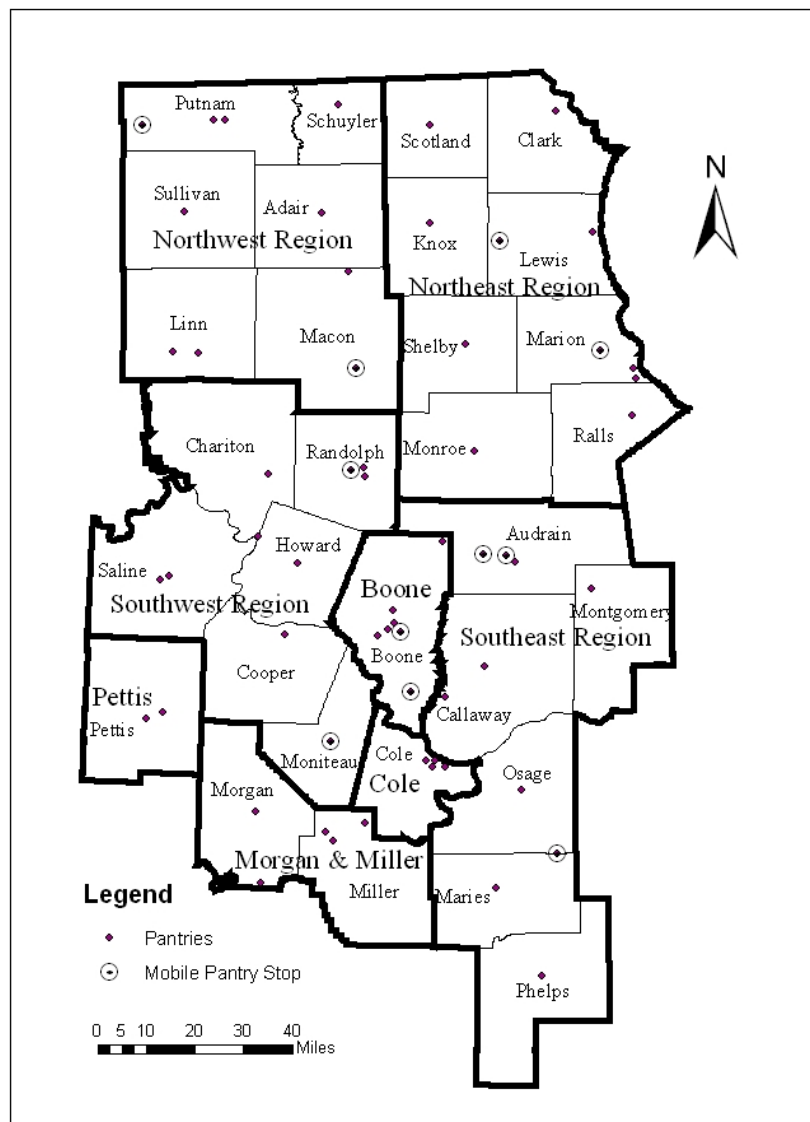 Putnam
Schuyler
Scotland
Clark
N
Sullivan
Adair
Northwest Region
Knox
Lewis
Northeast Region
Linn
Macon
Shelby
Marion
Chariton
Randolph
Monroe
Ralls
Audrain
Howard
Saline
Southwest Region
Boone
Montgomery
Southeast Region
Boone
Cooper
Pettis
Pettis
Callaway
Moniteau
Cole
Cole
Osage
Morgan
Morgan & Miller
Miller
Maries
Phelps
Legend
Pantries
Mobile Pantry Stop
0 5 10 20 30 40
Miles